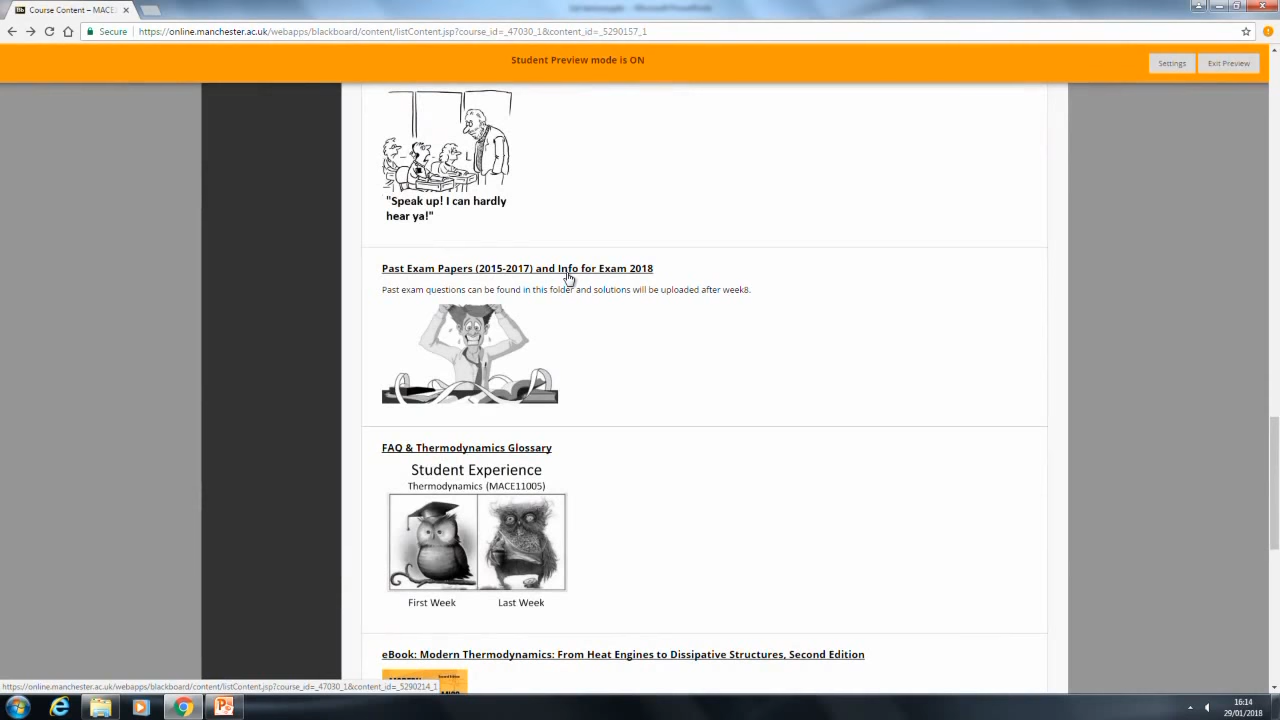 Course Content – MACE
Secure
https://online.manchester.ac.uk/webapps/blackboard/content/listContent.jsp?course_id=_47030_1&content_id=_5290157_1
Student Preview mode is ON
Settings
Exit Preview
"Speak up! I can hardly
hear ya!"
Past Exam Papers (2015-2017) and Info for Exam 2018
Past exam questions can be found in this folder and solutions will be uploaded after week8.
FAQ & Thermodynamics Glossary
Student Experience
Thermodynamics (MACE11005)
First Week
Last Week
eBook: Modern Thermodynamics: From Heat Engines to Dissipative Structures, Second Edition
https://online.manchester.ac.uk/webapps/blackboard/content/listContent.jsp?course_id=_47030_1&content_id=_5290214_1
16:14
29/01/2018